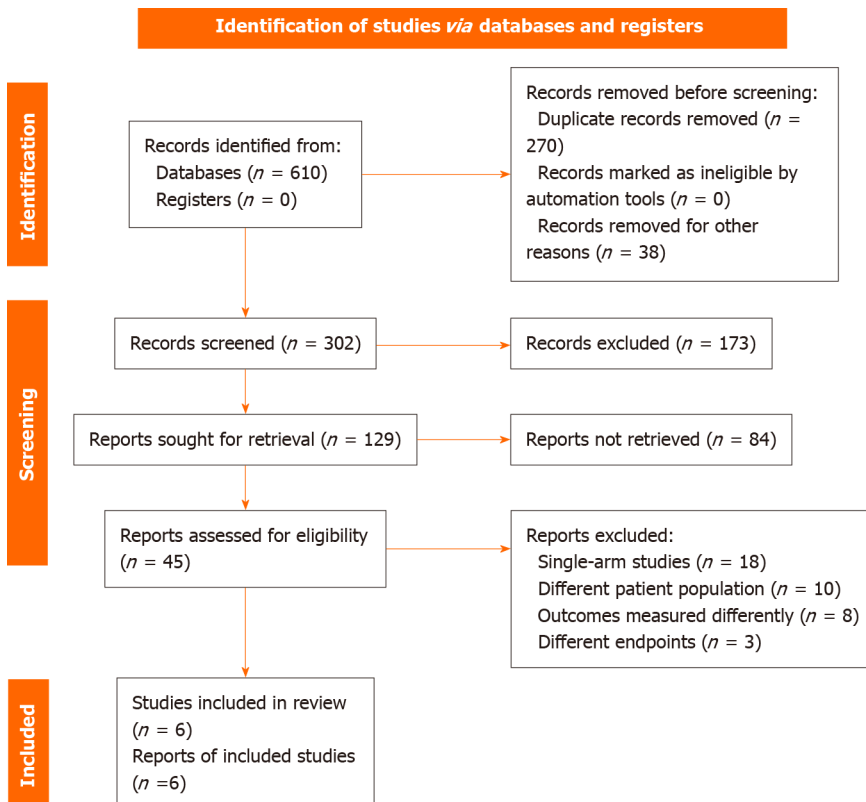 Identification of studies via databases and registers
Identification
Records identified from:
Databases (n = 610)
Registers (n = 0)
Records removed before screening:
Duplicate records removed (n =
270)
Records marked as ineligible by
automation tools (n = 0)
Records removed for other
reasons (n = 38)
Screening
Records screened (n = 302)
Records excluded (n = 173)
Reports sought for retrieval (n = 129)
Reports not retrieved (n = 84)
Reports assessed for eligibility
(n = 45)
Reports excluded:
Single-arm studies (n = 18)
Different patient population (n = 10)
Outcomes measured differently (n = 8)
Different endpoints (n = 3)
Included
Studies included in review
(n = 6)
Reports of included studies
(n =6)